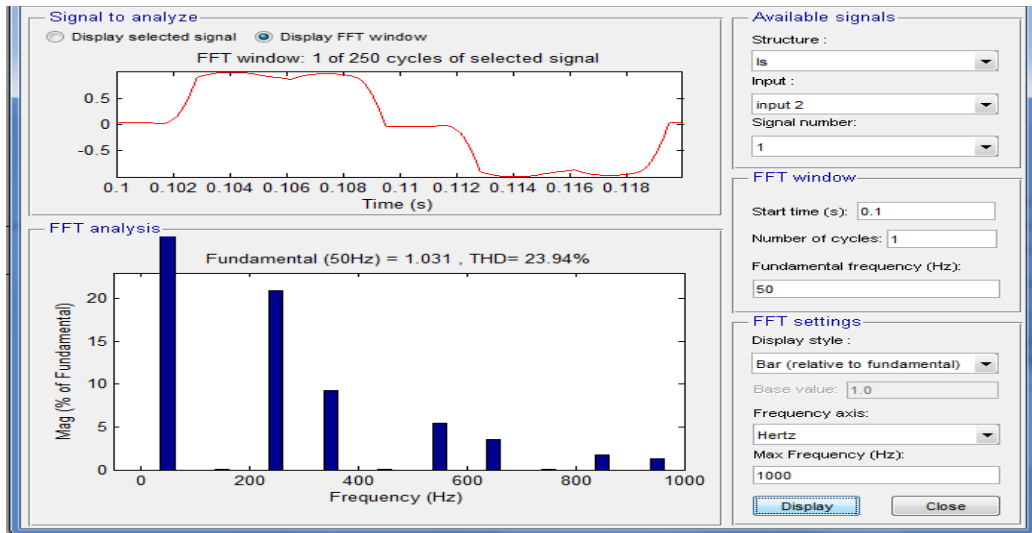 Signal to analyze
Display selected signal Display FFT window
FFT window: 1 of 250 cycles of selected signal
0.5
0
-0.5
0.1 0.102 0.104 0.106 0.108 0.11 0.112 0.114 0.116 0.118
Time (s)
FFT analysis
Fundamental (50Hz) = 1.031 , THD= 23.94%
Mag (% of Fundamental)
20
15
10
5
0
0 200 400 600 800 1000
Frequency (Hz)
Available signals
Structure :
Is
Input :
input 2
Signal number:
1
FFT window
Start time (s): 0.1
Number of cycles: 1
Fundamental frequency (Hz):
50
FFT settings
Display style :
Bar (relative to fundamental)
Base value: 1.0
Frequency axis:
Hertz
Max Frequency (Hz):
1000
Display Close